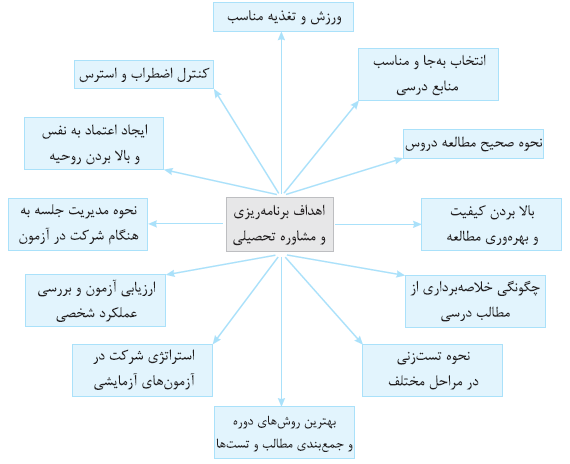 ورزش و تغذیه مناسب
انتخاب به‌جا و مناسب
منابع درسی
کنترل اضطراب و استرس
نحوه صحیح مطالعه دروس
ایجاد اعتماد به نفس
و بالا بردن روحیه
بالا بردن کیفیت
و بهره‌وری مطالعه
اهداف برنامه‌ریزی
و مشاوره تحصیلی
نحوه مدیریت جلسه به
هنگام شرکت در آزمون
چگونگی خلاصه‌برداری از
مطالب درسی
ارزیابی آزمون و بررسی
عملکرد شخصی
نحوه تست‌زنی
در مراحل مختلف
استراتژی شرکت در
آزمون‌های آزمایشی
بهترین روش‌های دوره
و جمع‌بندی مطالب و تست‌ها